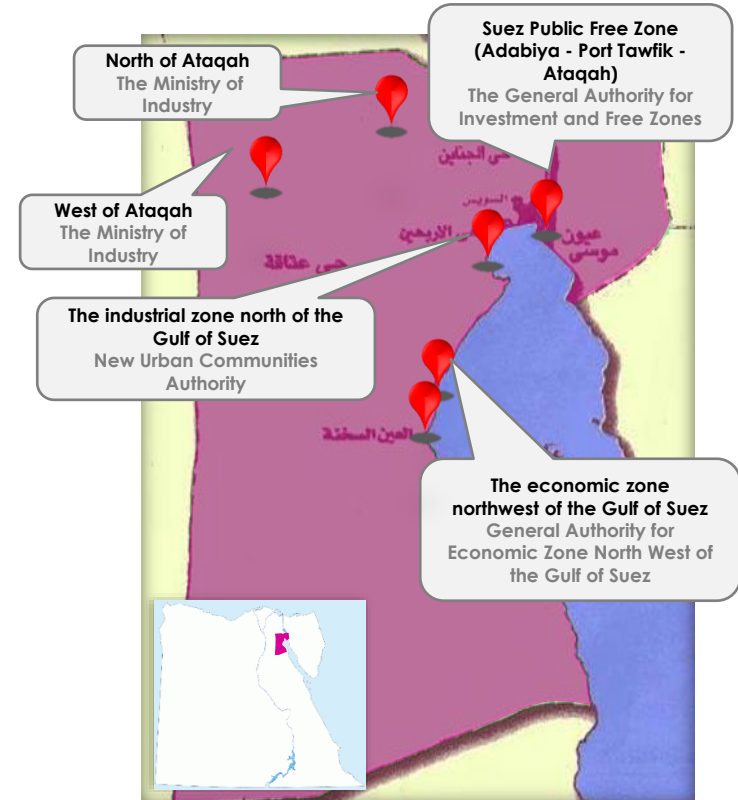 North of Ataqah
The Ministry of
Industry
Suez Public Free Zone
(Adabiya - Port Tawfik -
Ataqah)
The General Authority for
Investment and Free Zones
حى الجناين
السويس
West of Ataqah
The Ministry of
Industry
حى الاربعين
عيون
موسى
حى عتاقة
The industrial zone north of the
Gulf of Suez
New Urban Communities
Authority
العين السخنة
The economic zone
northwest of the Gulf of Suez
General Authority for
Economic Zone North West of
the Gulf of Suez